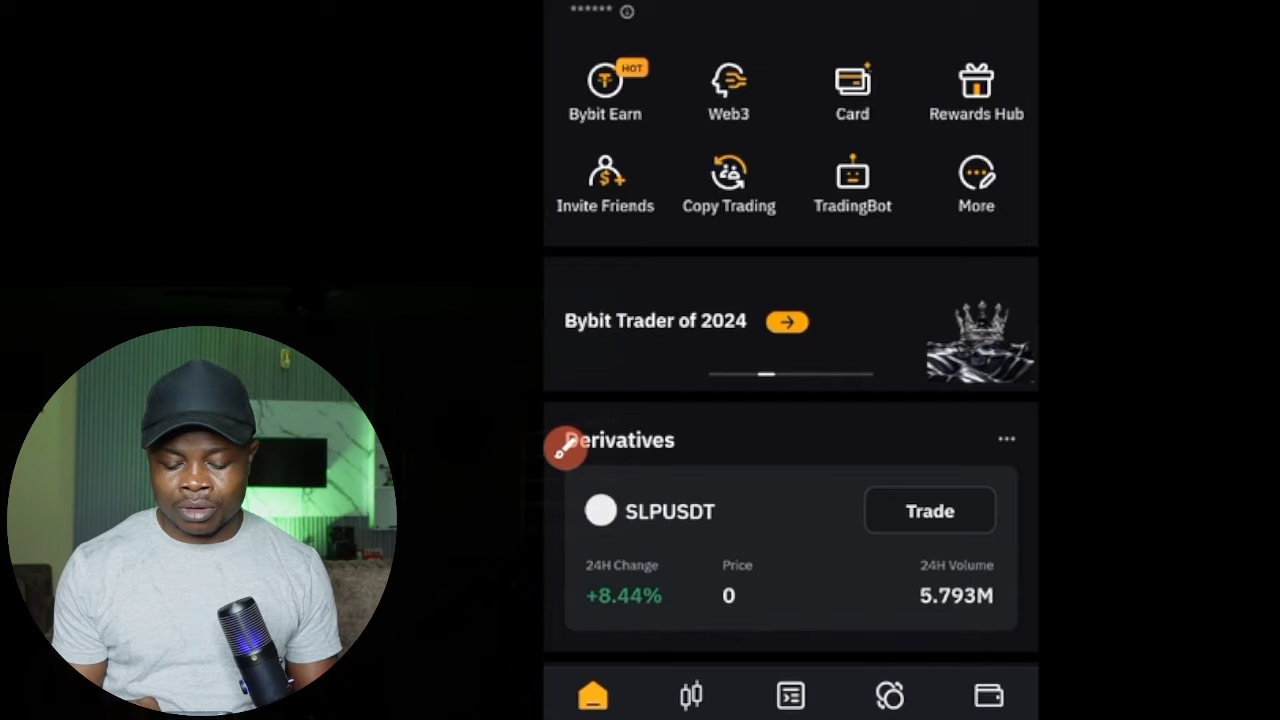 ******
HOT
Bybit Earn Web3 Card Rewards Hub
Invite Friends Copy Trading TradingBot More
Bybit Trader of 2024
Derivatives
SLPUSDT Trade
24H Change Price 24H Volume
+8.44% 0 5.793M